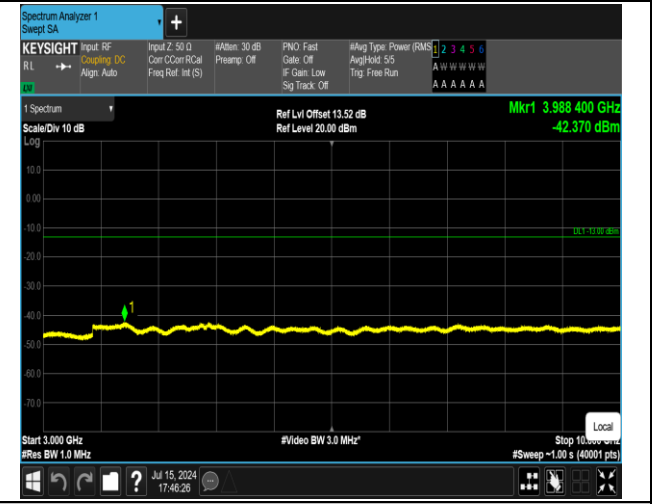 Spectrum Analyzer 1
Swept SA
+
KEYSIGHT
R L
Input: RF
Coupling: DC
Align: Auto
Input Z: 50 Ω
Corr CCorr RCal
Freq Ref: Int (S)
#Atten: 30 dB
Preamp: Off
PNO: Fast
Gate: Off
IF Gain: Low
Sig Track: Off
#Avg Type: Power (RMS
Avg|Hold: 5/5
Trig: Free Run
1 2 3 4 5 6
A W W W W W
A A A A A A
1 Spectrum
Scale/Div 10 dB
Ref Lvl Offset 13.52 dB
Ref Level 20.00 dBm
Mkr1 3.988 400 GHz
-42.370 dBm
Log
10.0
0.00
-10.0
DL1 -13.00 dBm
-20.0
-30.0
-40.0
1
-50.0
-60.0
-70.0
Local
Start 3.000 GHz
#Res BW 1.0 MHz
#Video BW 3.0 MHz*
Stop 10.000 GHz
#Sweep ~1.00 s (40001 pts)
?
Jul 15, 2024
17:46:26